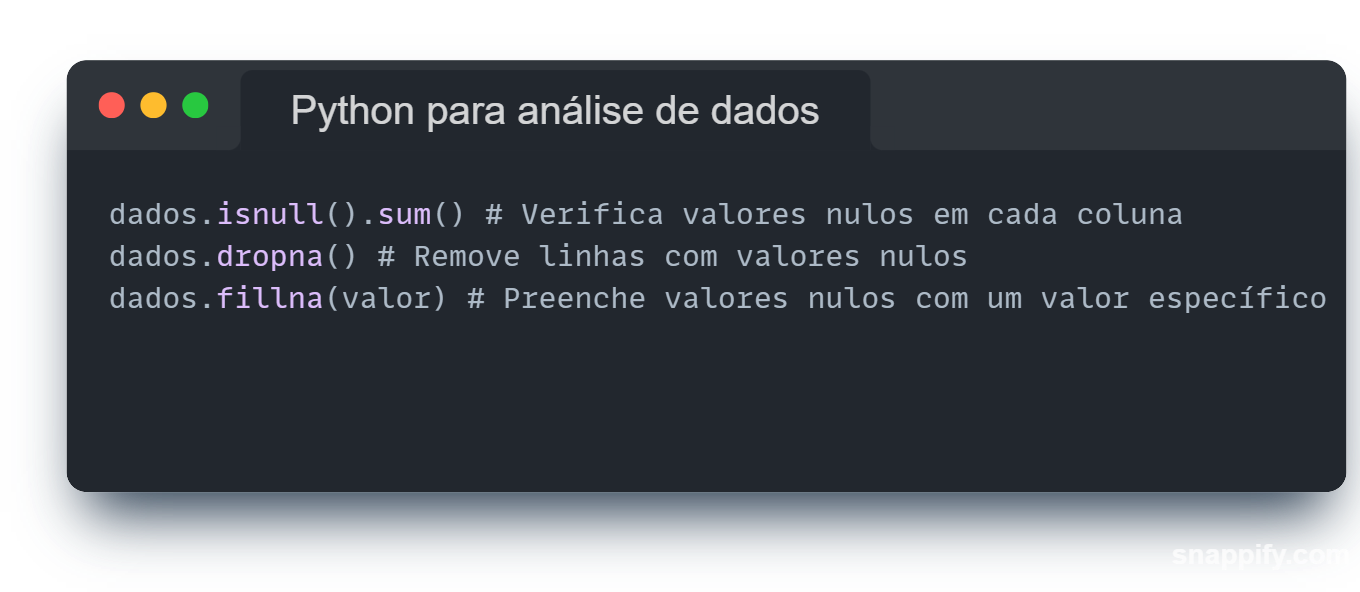 Python para análise de dados
dados.isnull().sum() # Verifica valores nulos em cada coluna
dados.dropna() # Remove linhas com valores nulos
dados.fillna(valor) # Preenche valores nulos com um valor específico
snappify.com